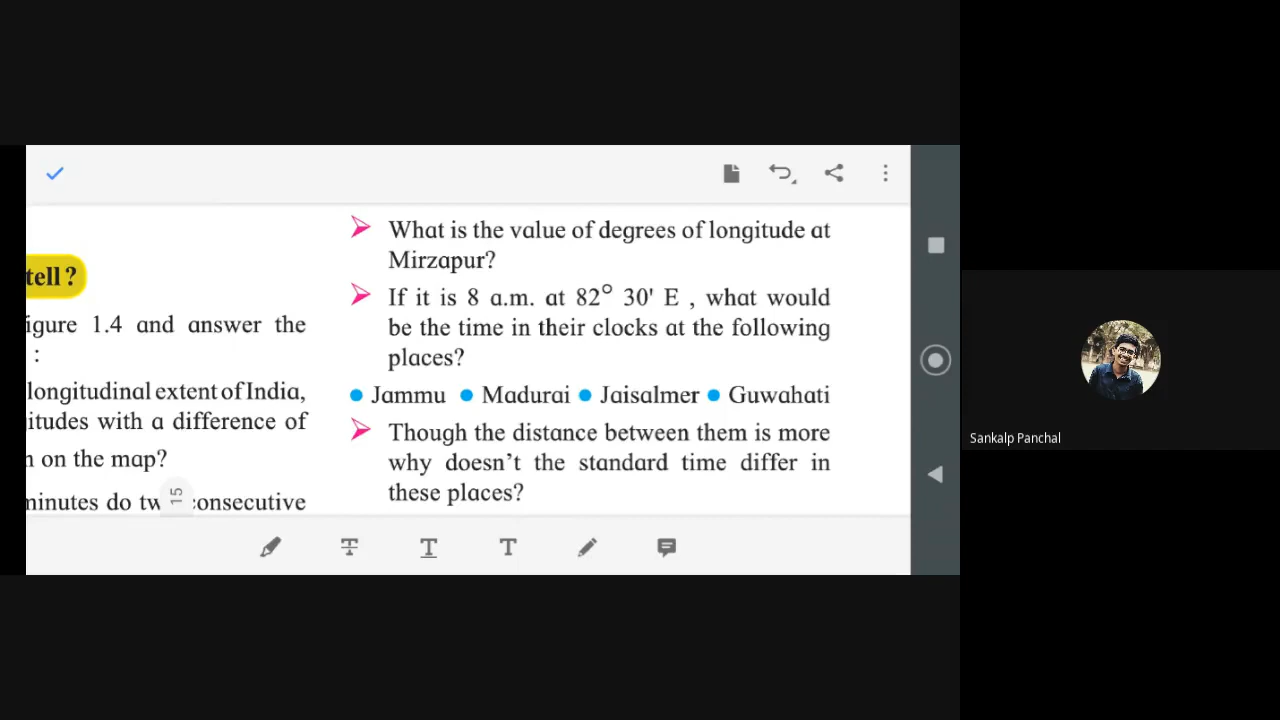 What is the value of degrees of longitude at
Mirzapur?
tell ?
If it is 8 a.m. at 82° 30' E , what would
be the time in their clocks at the following
places?
igure 1.4 and answer the
:
longitudinal extent of India,
itudes with a difference of
n on the map?
minutes do tw consecutive
15
• Jammu • Madurai • Jaisalmer • Guwahati
Though the distance between them is more
why doesn't the standard time differ in
these places?
T T T
Sankalp Panchal